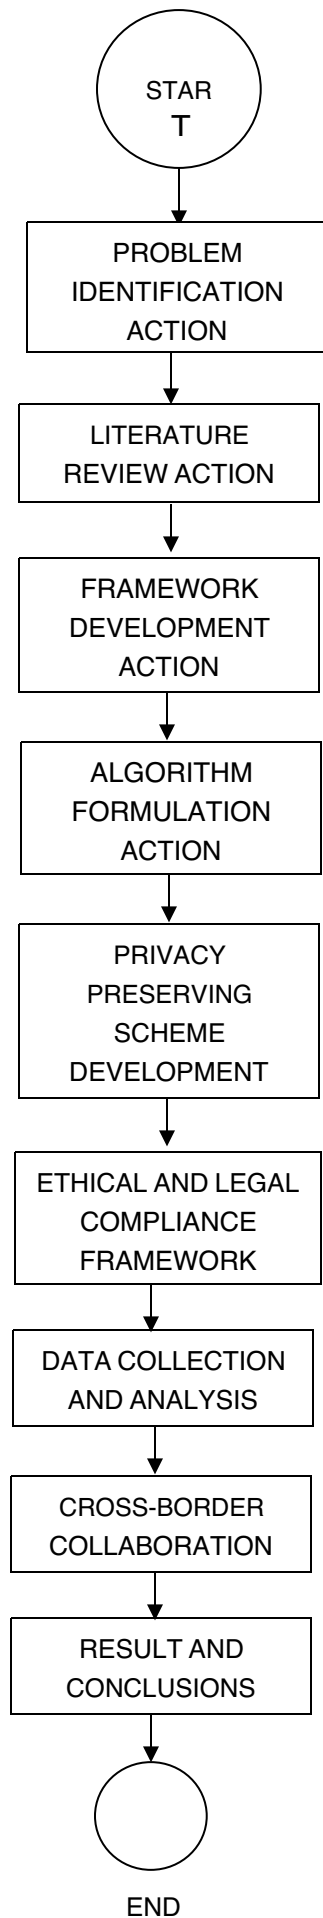 STAR
T
PROBLEM
IDENTIFICATION
ACTION
LITERATURE
REVIEW ACTION
FRAMEWORK
DEVELOPMENT
ACTION
ALGORITHM
FORMULATION
ACTION
PRIVACY
PRESERVING
SCHEME
DEVELOPMENT
ETHICAL AND LEGAL
COMPLIANCE
FRAMEWORK
DATA COLLECTION
AND ANALYSIS
CROSS-BORDER
COLLABORATION
RESULT AND
CONCLUSIONS
END